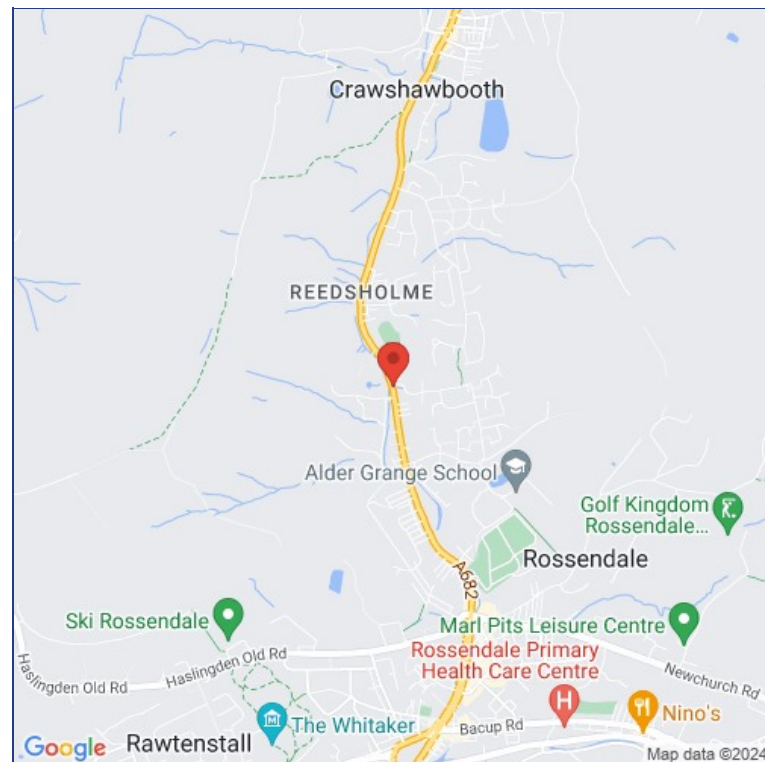 Crawshawbooth
REEDSHOLME
Alder Grange School
Golf Kingdom
Rossendale...
Rossendale
A682
Ski Rossendale
Marl Pits Leisure Centre
Haslingden Old Rd
Haslingden Old Rd
Rossendale Primary
Health Care Centre
Newchurch Rd
H
The Whitaker
Bacup Rd
Nino's
Rawtenstall
Google
Map data ©2024